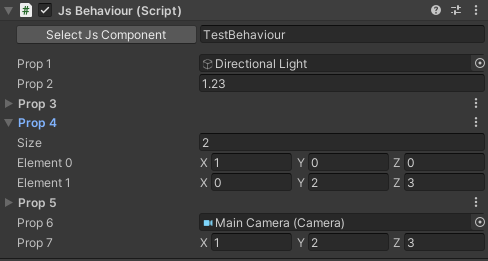 Js Behaviour (Script)
Select Js Component TestBehaviour
Prop 1 Directional Light
Prop 2 1.23
Prop 3
Prop 4
Size 2
Element 0 X 1 Y 0 Z 0
Element 1 X 0 Y 2 Z 3
Prop 5
Prop 6 Main Camera (Camera)
Prop 7 X 1 Y 2 Z 3